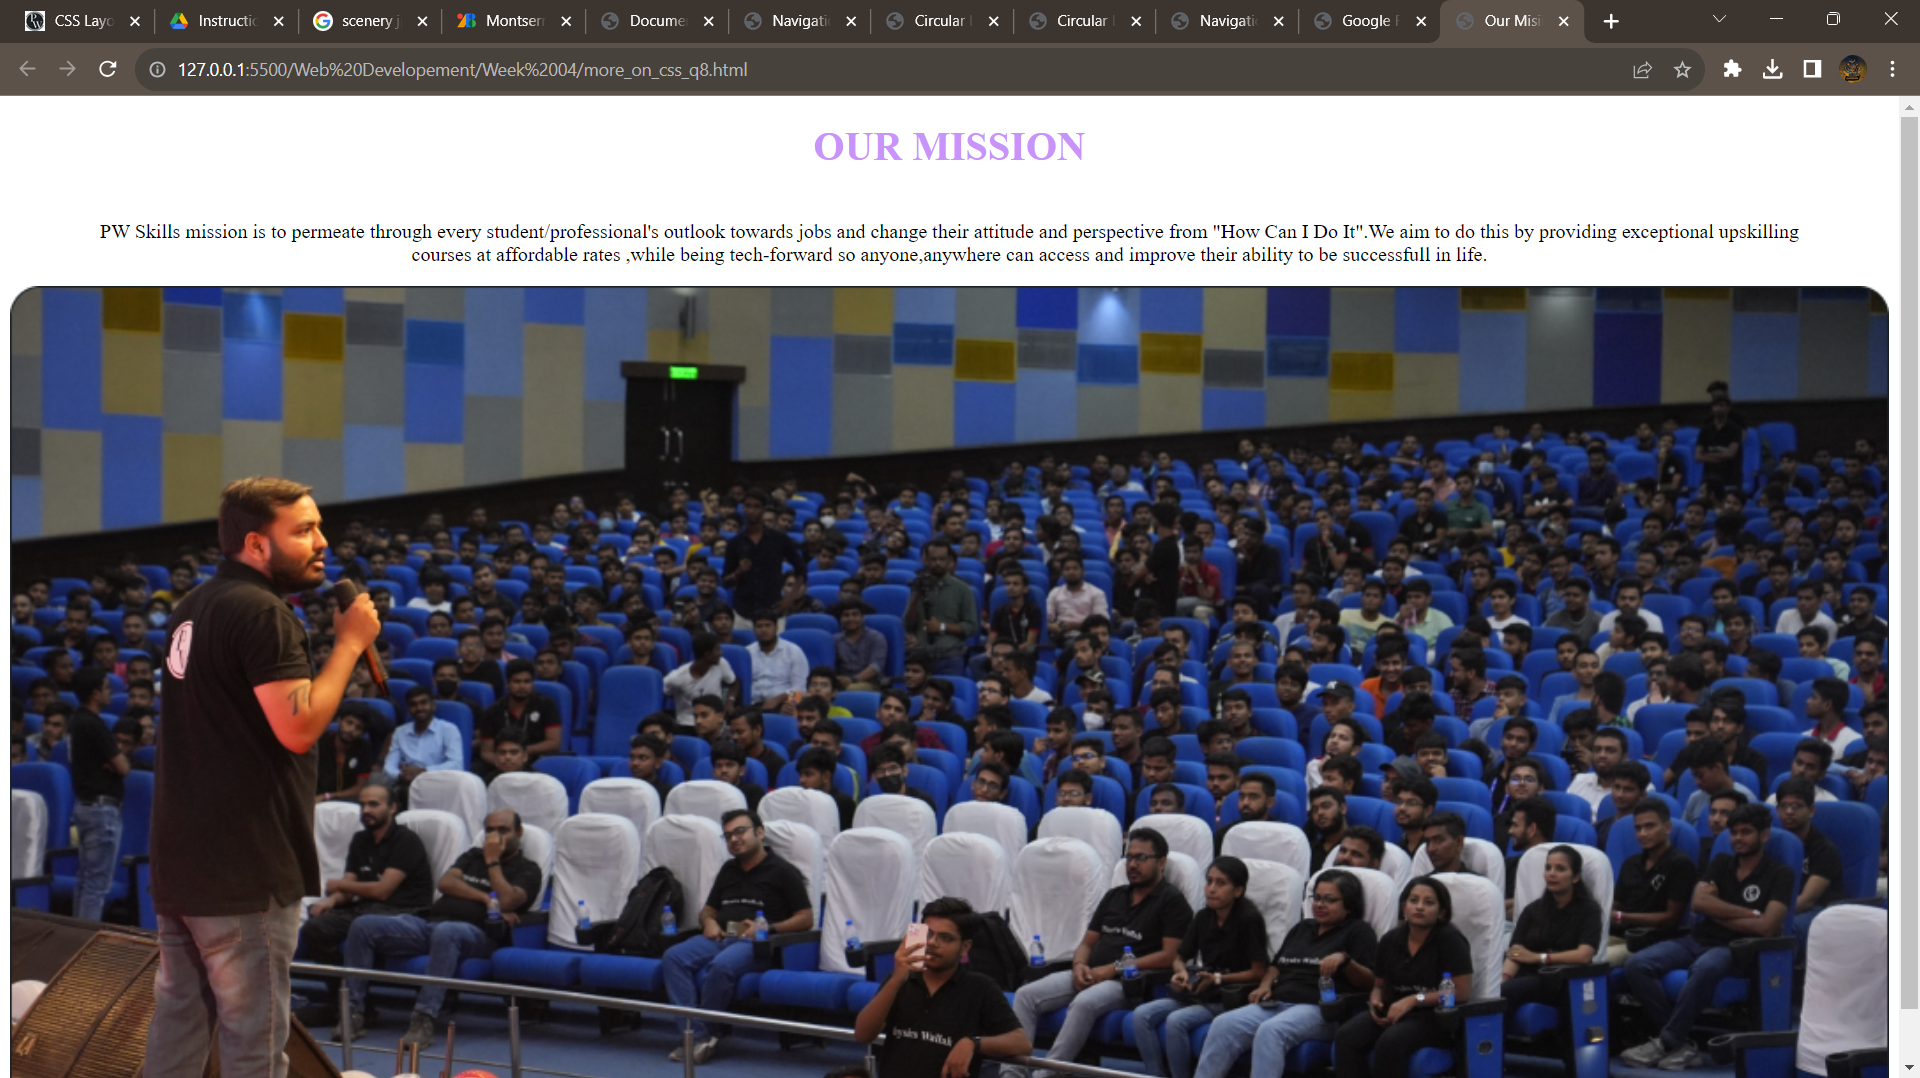 CSS Layo
Instructio
scenery j
Montserr
Docume
Navigati
Circular
Circular
Navigati
Google F
Our Misi
127.0.0.1:5500/Web%20Developement/Week%2004/more_on_css_q8.html
OUR MISSION
PW Skills mission is to permeate through every student/professional's outlook towards jobs and change their attitude and perspective from "How Can I Do It".We aim to do this by providing exceptional upskilling
courses at affordable rates ,while being tech-forward so anyone,anywhere can access and improve their ability to be successfull in life.
Physics Wallah